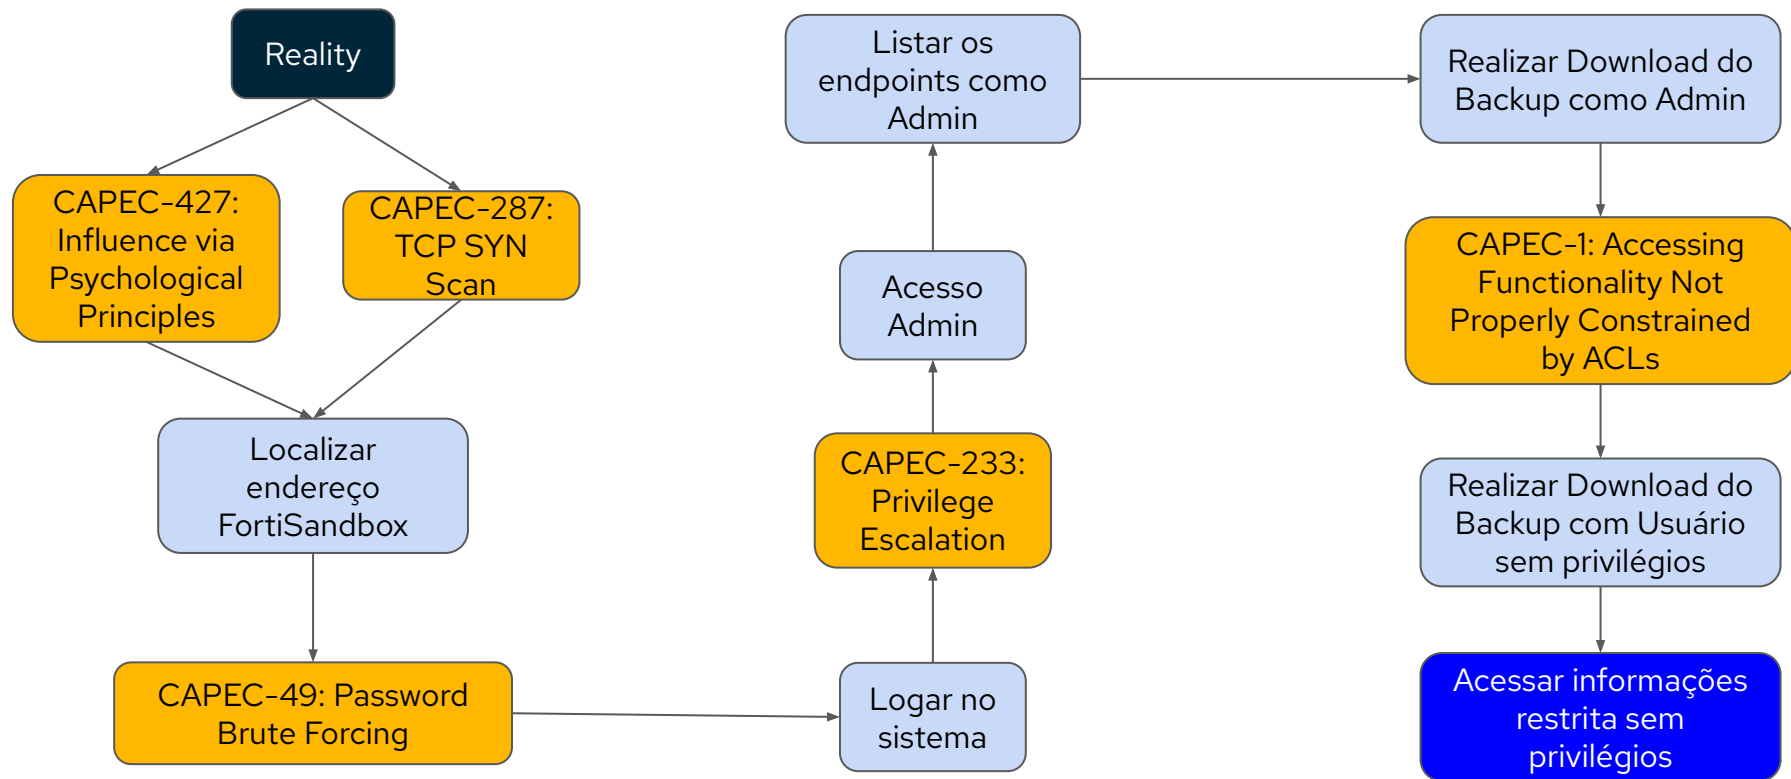 Reality
CAPEC-427:
Influence via
Psychological
Principles
CAPEC-287:
TCP SYN
Scan
Localizar
endereço
FortiSandbox
CAPEC-49: Password
Brute Forcing
Logar no
sistema
CAPEC-233:
Privilege
Escalation
Acesso
Admin
Listar os
endpoints como
Admin
Realizar Download do
Backup como Admin
CAPEC-1: Accessing
Functionality Not
Properly Constrained
by ACLs
Realizar Download do
Backup com Usuário
sem privilégios
Acessar informações
restrita sem
privilégios